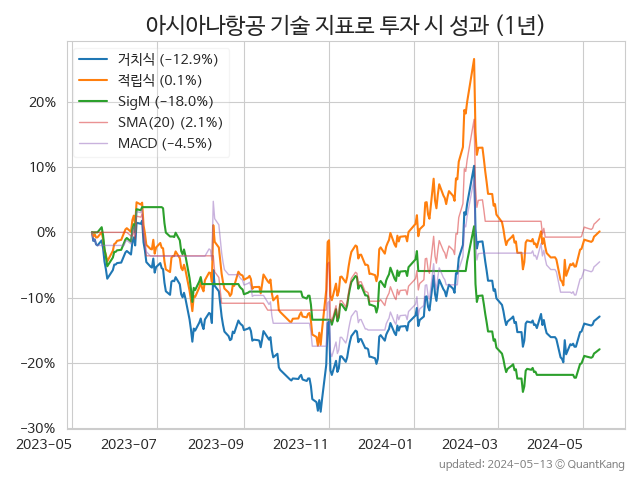 아시아나항공 기술 지표로 투자 시 성과 (1년)
거치식 (−12.9%)
적립식 (0.1%)
SigM (−18.0%)
SMA(20) (2.1%)
MACD (−4.5%)
20%
10%
0%
−10%
−20%
−30%
2023-05 2023-07 2023-09 2023-11 2024-01 2024-03 2024-05
updated: 2024-05-13 ⓒ QuantKang